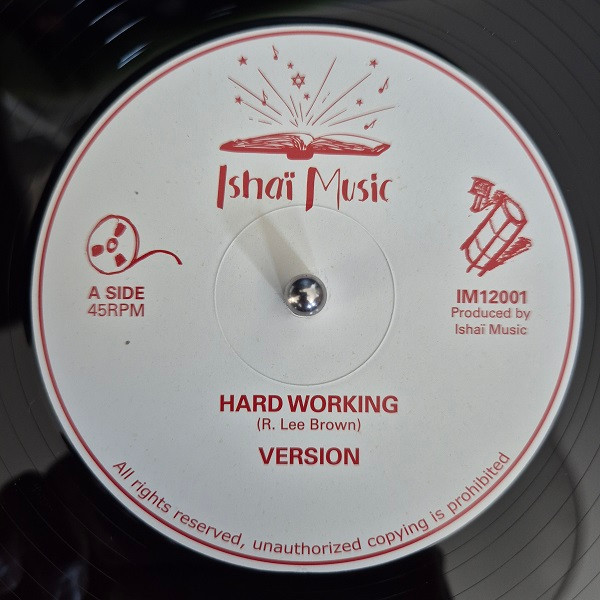 Ishaï Music
A SIDE
45RPM
IM12001
Produced by
Ishaï Music
HARD WORKING
(R. Lee Brown)
VERSION
All rights reserved, unauthorized copying is prohibited